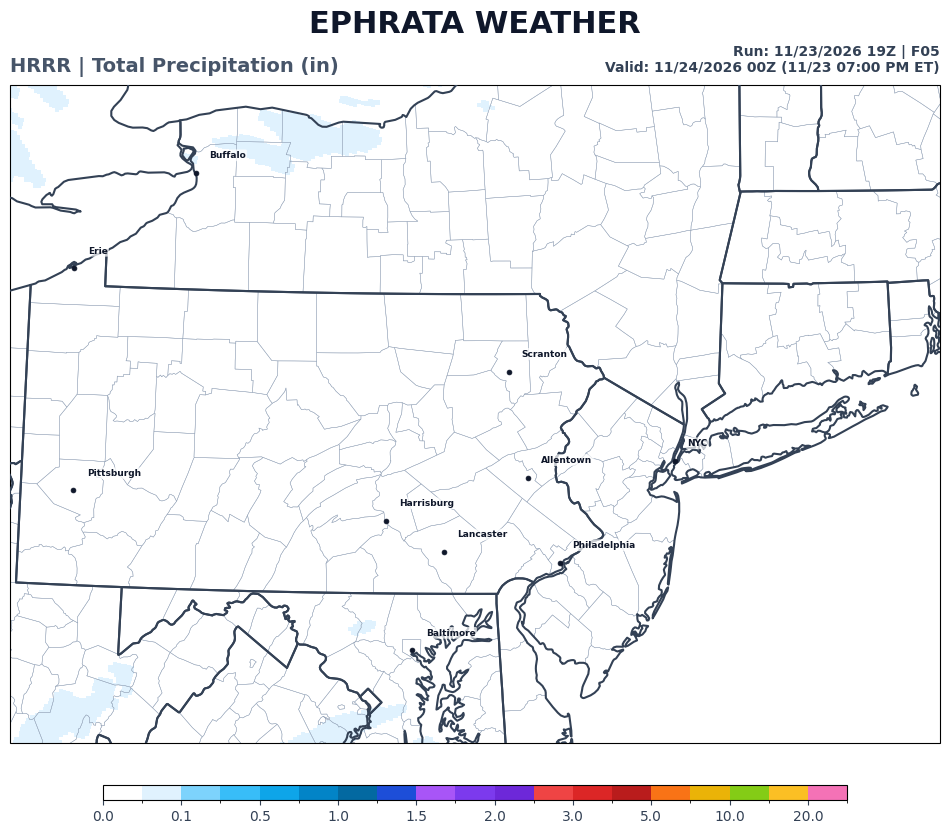 EPHRATA WEATHER
HRRR | Total Precipitation (in)
Run: 11/23/2026 19Z | F05
Valid: 11/24/2026 00Z (11/23 07:00 PM ET)
Buffalo
Erie
Scranton
NYC
Allentown
Pittsburgh
Harrisburg
Lancaster
Philadelphia
Baltimore
0.0 0.1 0.5 1.0 1.5 2.0 3.0 5.0 10.0 20.0